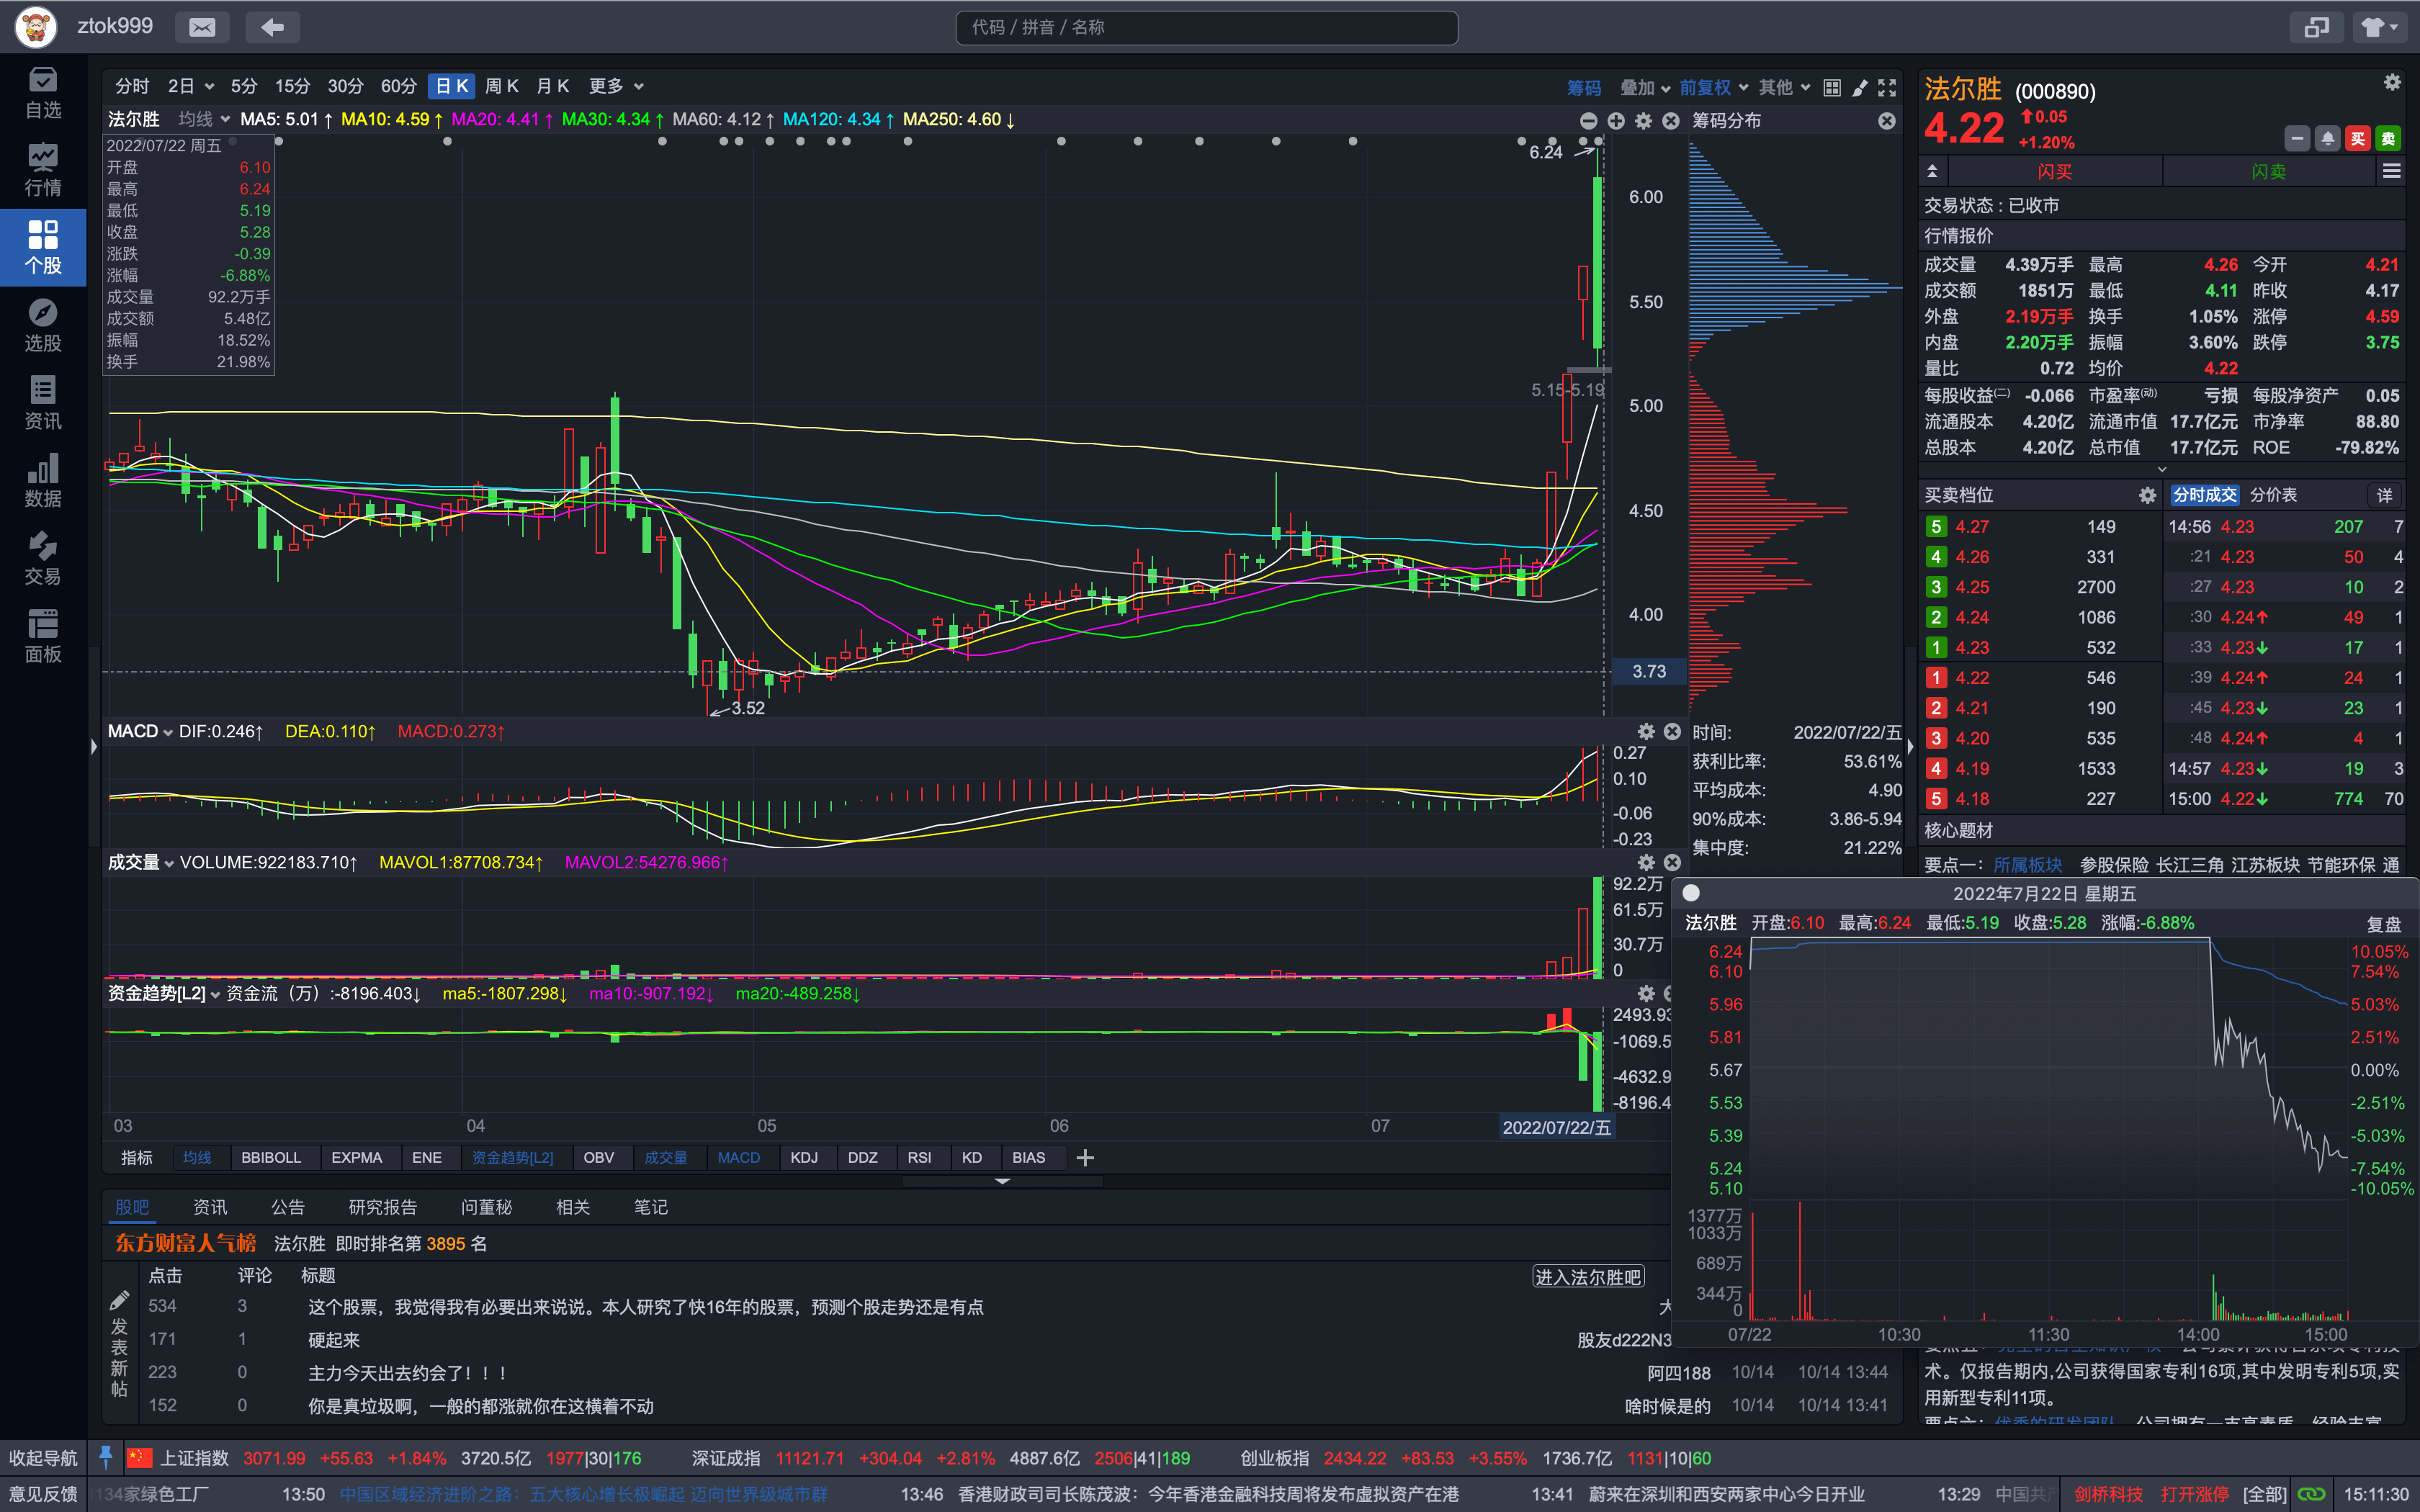 ztok999
代码 / 拼音 / 名称
自选
行情
个股
选股
资讯
数据
交易
面板
分时 2日 5分 15分 30分 60分 日K 周K 月K 更多
筹码 叠加 前复权 其他
法尔胜 均线 MA5: 5.01↑ MA10: 4.59↑ MA20: 4.41↑ MA30: 4.34↑ MA60: 4.12↑ MA120: 4.34↑ MA250: 4.60↓
筹码分布
2022/07/22 周五
开盘 6.10
最高 6.24
最低 5.19
收盘 5.28
涨跌 -0.39
涨幅 -6.88%
成交量 92.2万手
成交额 5.48亿
振幅 18.52%
换手 21.98%
6.24
6.00
5.50
5.15-5.19
5.00
4.50
4.00
3.73
3.52
MACD DIF:0.246↑ DEA:0.110↑ MACD:0.273↑
0.27
0.10
-0.06
-0.23
成交量 VOLUME:922183.710↑ MAVOL1:87708.734↑ MAVOL2:54276.966↑
92.2万
61.5万
30.7万
0
资金趋势[L2] 资金流（万）:-8196.403↓ ma5:-1807.298↓ ma10:-907.192↓ ma20:-489.258↓
2493.93
-1069.5
-4632.9
-8196.4
03 04 05 06 07 2022/07/22/五
指标 均线 BBIBOLL EXPMA ENE 资金趋势[L2] OBV 成交量 MACD KDJ DDZ RSI KD BIAS
时间: 2022/07/22/五
获利比率: 53.61%
平均成本: 4.90
90%成本: 3.86-5.94
集中度: 21.22%
股吧 资讯 公告 研究报告 问董秘 相关 笔记
东方财富人气榜 法尔胜 即时排名第 3895 名
点击 评论 标题
进入法尔胜吧
发表新帖
534 3 这个股票，我觉得我有必要出来说说。本人研究了快16年的股票，预测个股走势还是有点
171 1 硬起来 股友d222N3
223 0 主力今天出去约会了！！！ 阿四188 10/14 10/14 13:44
152 0 你是真垃圾啊，一般的都涨就你在这横着不动 啥时候是的 10/14 10/14 13:41
法尔胜 (000890)
4.22 0.05
+1.20%
买 卖
闪买 闪卖
交易状态 : 已收市
行情报价
成交量 4.39万手 最高 4.26 今开 4.21
成交额 1851万 最低 4.11 昨收 4.17
外盘 2.19万手 换手 1.05% 涨停 4.59
内盘 2.20万手 振幅 3.60% 跌停 3.75
量比 0.72 均价 4.22
每股收益(二) -0.066 市盈率(动) 亏损 每股净资产 0.05
流通股本 4.20亿 流通市值 17.7亿元 市净率 88.80
总股本 4.20亿 总市值 17.7亿元 ROE -79.82%
买卖档位 分时成交 分价表 详
5 4.27 149 14:56 4.23 207 7
4 4.26 331 :21 4.23 50 4
3 4.25 2700 :27 4.23 10 2
2 4.24 1086 :30 4.24↑ 49 1
1 4.23 532 :33 4.23↓ 17 1
1 4.22 546 :39 4.24↑ 24 1
2 4.21 190 :45 4.23↓ 23 1
3 4.20 535 :48 4.24↑ 4 1
4 4.19 1533 14:57 4.23↓ 19 3
5 4.18 227 15:00 4.22↓ 774 70
核心题材
要点一： 所属板块 参股保险 长江三角 江苏板块 节能环保 通
2022年7月22日 星期五
法尔胜 开盘:6.10 最高:6.24 最低:5.19 收盘:5.28 涨幅:-6.88% 复盘
6.24 10.05%
6.10 7.54%
5.96 5.03%
5.81 2.51%
5.67 0.00%
5.53 -2.51%
5.39 -5.03%
5.24 -7.54%
5.10 -10.05%
1377万
1033万
689万
344万
0
07/22 10:30 11:30 14:00 15:00
术。仅报告期内,公司获得国家专利16项,其中发明专利5项,实
用新型专利11项。
收起导航 上证指数 3071.99 +55.63 +1.84% 3720.5亿 1977|30|176 深证成指 11121.71 +304.04 +2.81% 4887.6亿 2506|41|189 创业板指 2434.22 +83.53 +3.55% 1736.7亿 1131|10|60
意见反馈 134家绿色工厂 13:50 中国区域经济进阶之路：五大核心增长极崛起 迈向世界级城市群 13:46 香港财政司司长陈茂波：今年香港金融科技周将发布虚拟资产在港 13:41 蔚来在深圳和西安两家中心今日开业 13:29 中国共 剑桥科技 打开涨停 [全部] 15:11:30